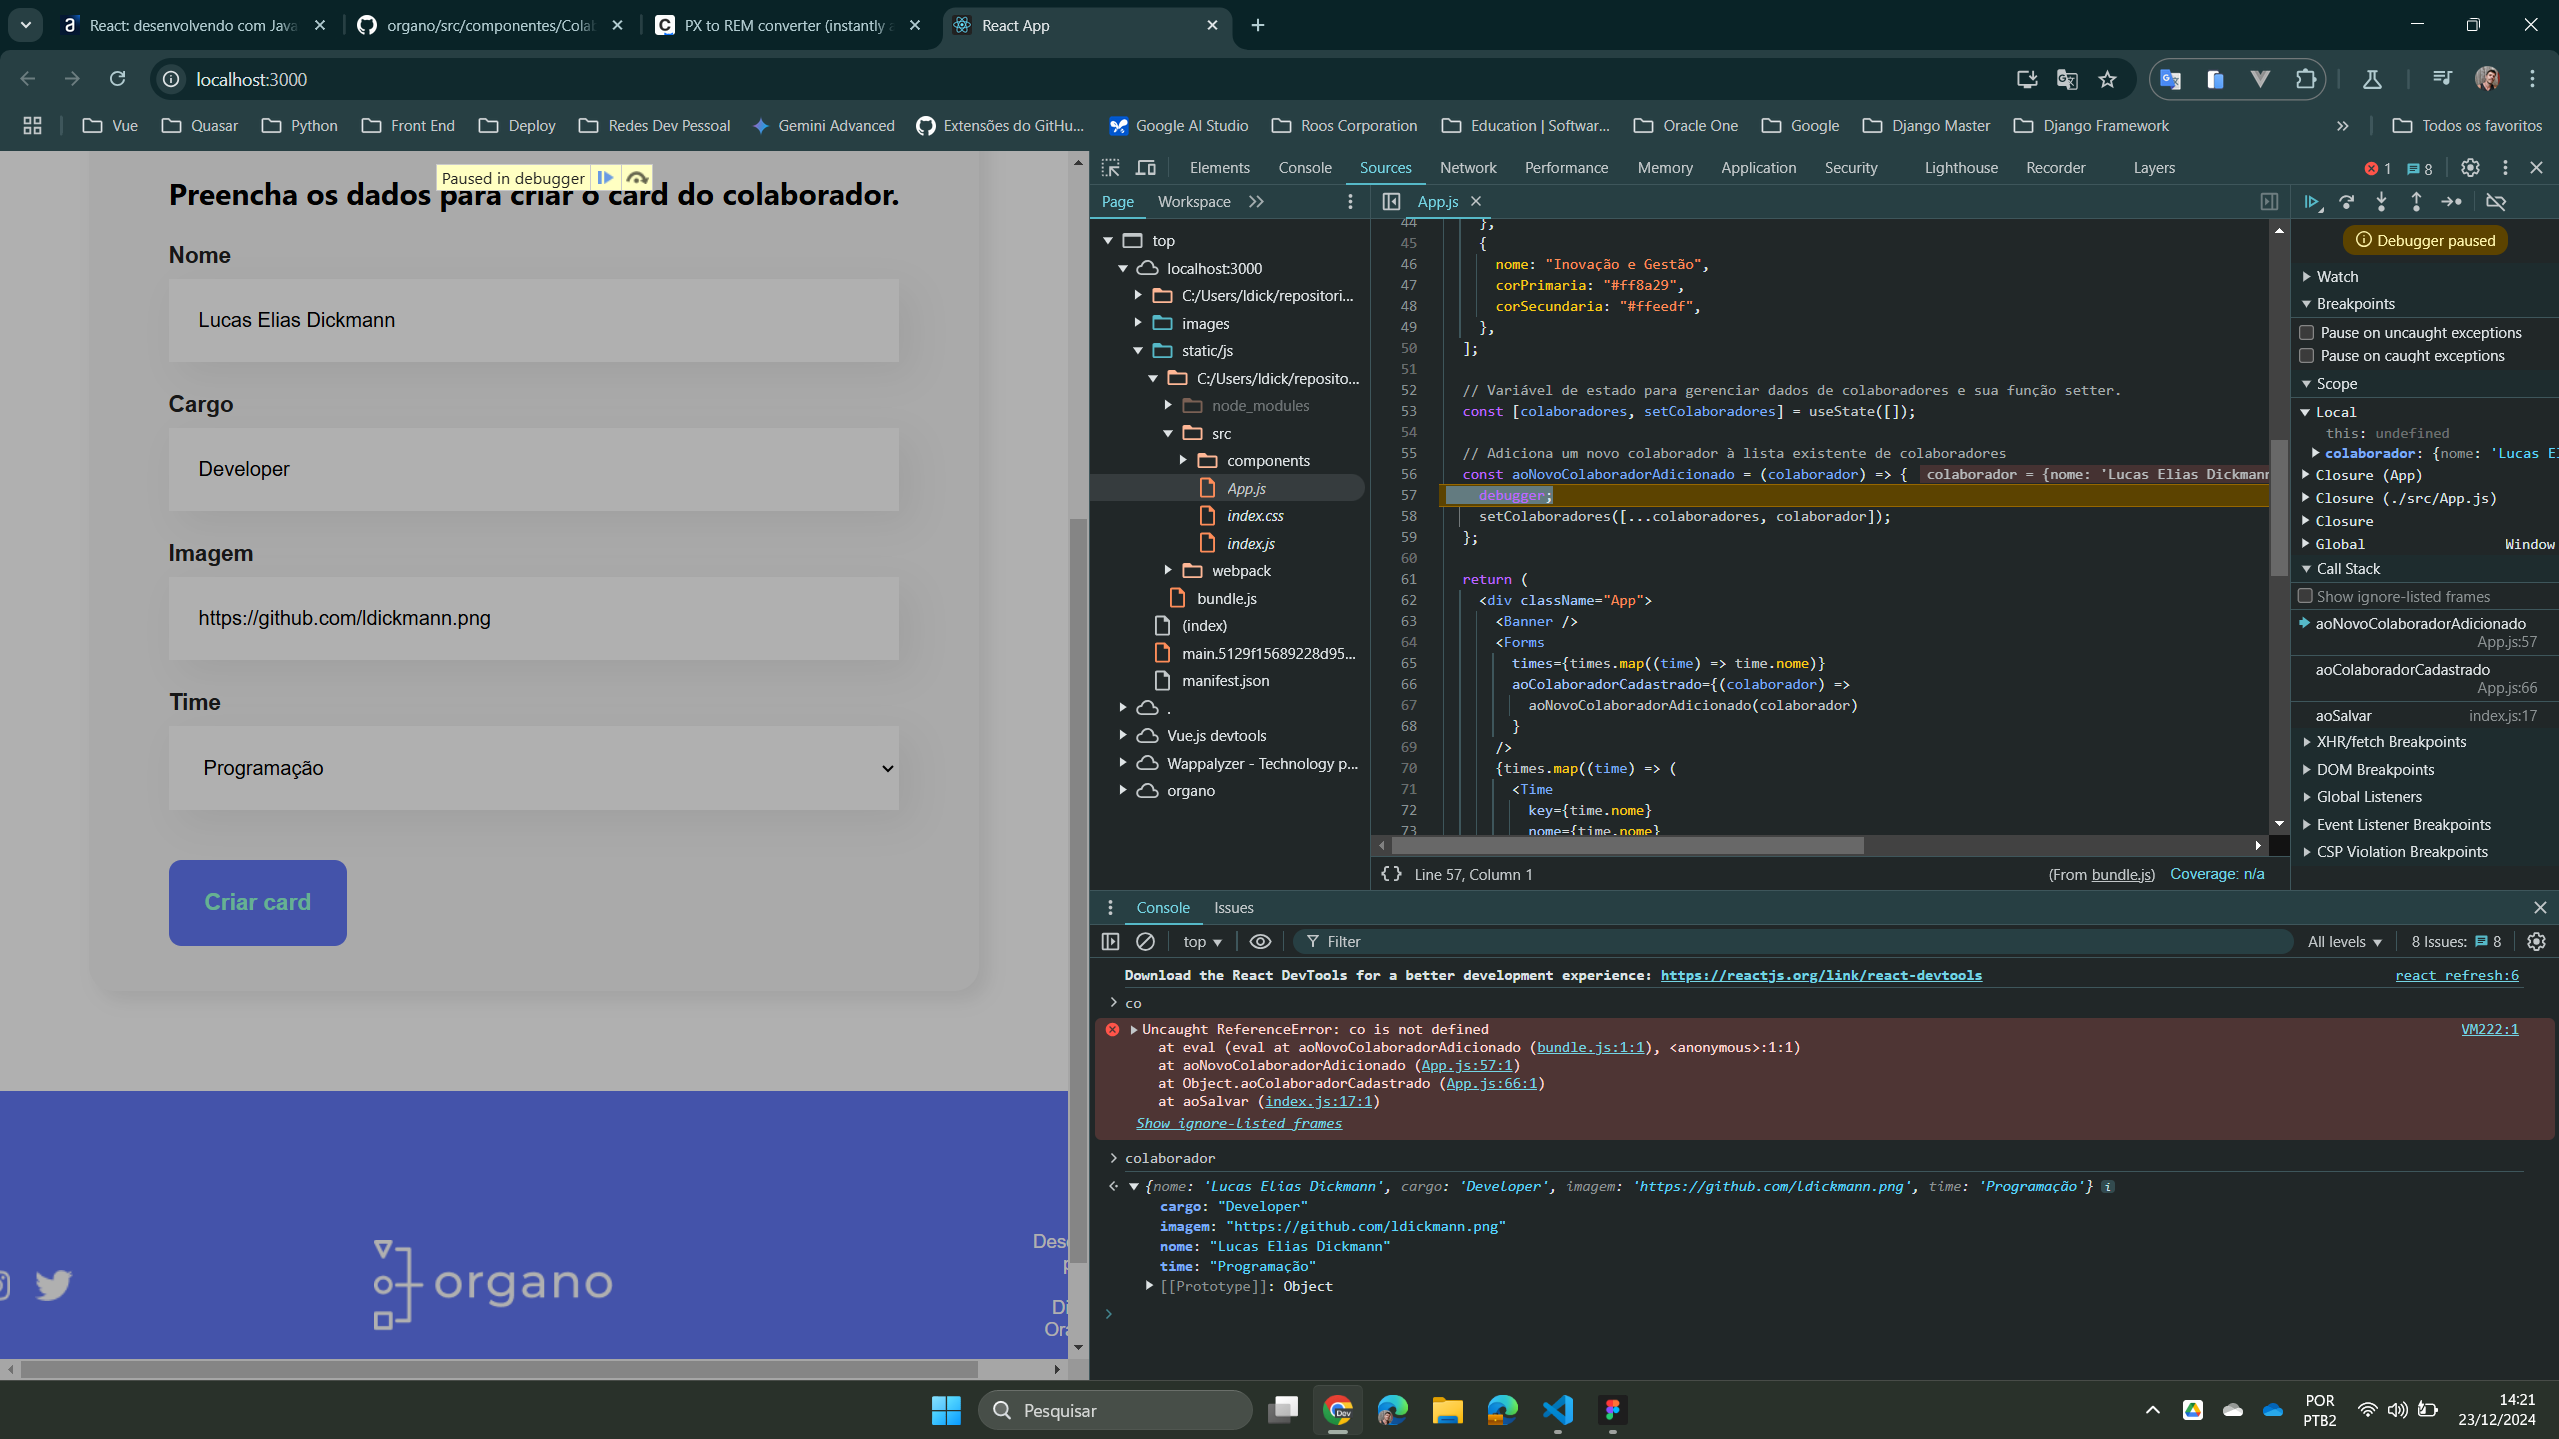 React: desenvolvendo com Java
organo/src/componentes/Colab
PX to REM converter (instantly a
React App
localhost:3000
Vue
Quasar
Python
Front End
Deploy
Redes Dev Pessoal
Gemini Advanced
Extensões do GitHu...
Google AI Studio
Roos Corporation
Education | Softwar...
Oracle One
Google
Django Master
Django Framework
Todos os favoritos
Paused in debugger
Preencha os dados para criar o card do colaborador.
Nome
Lucas Elias Dickmann
Cargo
Developer
Imagem
https://github.com/ldickmann.png
Time
Programação
Criar card
organo
Elements
Console
Sources
Network
Performance
Memory
Application
Security
Lighthouse
Recorder
Layers
1
8
Page
Workspace
top
localhost:3000
C:/Users/ldick/repositori...
images
static/js
C:/Users/ldick/reposito...
node_modules
src
components
App.js
index.css
index.js
webpack
bundle.js
(index)
main.5129f15689228d95...
manifest.json
.
Vue.js devtools
Wappalyzer - Technology p...
organo
App.js
44 },
45 {
46 nome: "Inovação e Gestão",
47 corPrimaria: "#ff8a29",
48 corSecundaria: "#ffeedf",
49 },
50 ];
51
52 // Variável de estado para gerenciar dados de colaboradores e sua função setter.
53 const [colaboradores, setColaboradores] = useState([]);
54
55 // Adiciona um novo colaborador à lista existente de colaboradores
56 const aoNovoColaboradorAdicionado = (colaborador) => { colaborador = {nome: 'Lucas Elias Dickmann
57 debugger;
58 setColaboradores([...colaboradores, colaborador]);
59 };
60
61 return (
62 <div className="App">
63 <Banner />
64 <Forms
65 times={times.map((time) => time.nome)}
66 aoColaboradorCadastrado={(colaborador) =>
67 aoNovoColaboradorAdicionado(colaborador)
68 }
69 />
70 {times.map((time) => (
71 <Time
72 key={time.nome}
73 nome={time.nome}
{} Line 57, Column 1
(From bundle.js) Coverage: n/a
Debugger paused
Watch
Breakpoints
Pause on uncaught exceptions
Pause on caught exceptions
Scope
Local
this: undefined
colaborador: {nome: 'Lucas E
Closure (App)
Closure (./src/App.js)
Closure
Global Window
Call Stack
Show ignore-listed frames
aoNovoColaboradorAdicionado
App.js:57
aoColaboradorCadastrado
App.js:66
aoSalvar index.js:17
XHR/fetch Breakpoints
DOM Breakpoints
Global Listeners
Event Listener Breakpoints
CSP Violation Breakpoints
Console
Issues
top
Filter
All levels
8 Issues: 8
Download the React DevTools for a better development experience: https://reactjs.org/link/react-devtools react refresh:6
co
Uncaught ReferenceError: co is not defined VM222:1
at eval (eval at aoNovoColaboradorAdicionado (bundle.js:1:1), <anonymous>:1:1)
at aoNovoColaboradorAdicionado (App.js:57:1)
at Object.aoColaboradorCadastrado (App.js:66:1)
at aoSalvar (index.js:17:1)
Show ignore-listed frames
colaborador
{nome: 'Lucas Elias Dickmann', cargo: 'Developer', imagem: 'https://github.com/ldickmann.png', time: 'Programação'}
cargo: "Developer"
imagem: "https://github.com/ldickmann.png"
nome: "Lucas Elias Dickmann"
time: "Programação"
[[Prototype]]: Object
Pesquisar
POR
PTB2
14:21
23/12/2024